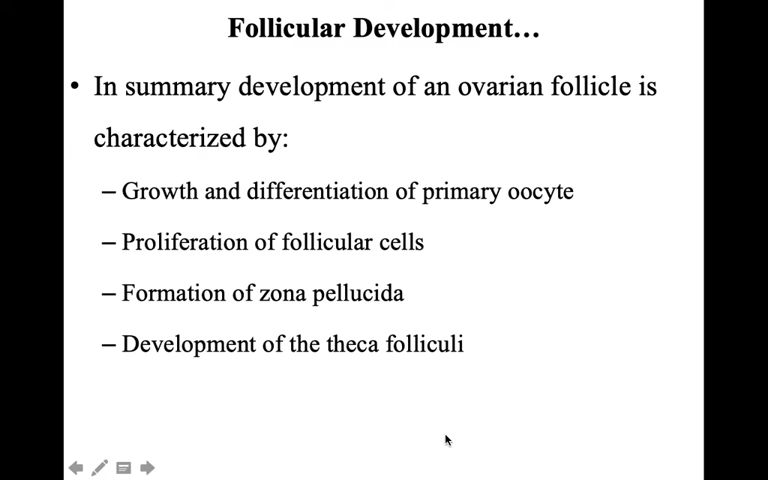 Follicular Development…
• In summary development of an ovarian follicle is
characterized by:
– Growth and differentiation of primary oocyte
– Proliferation of follicular cells
– Formation of zona pellucida
– Development of the theca folliculi